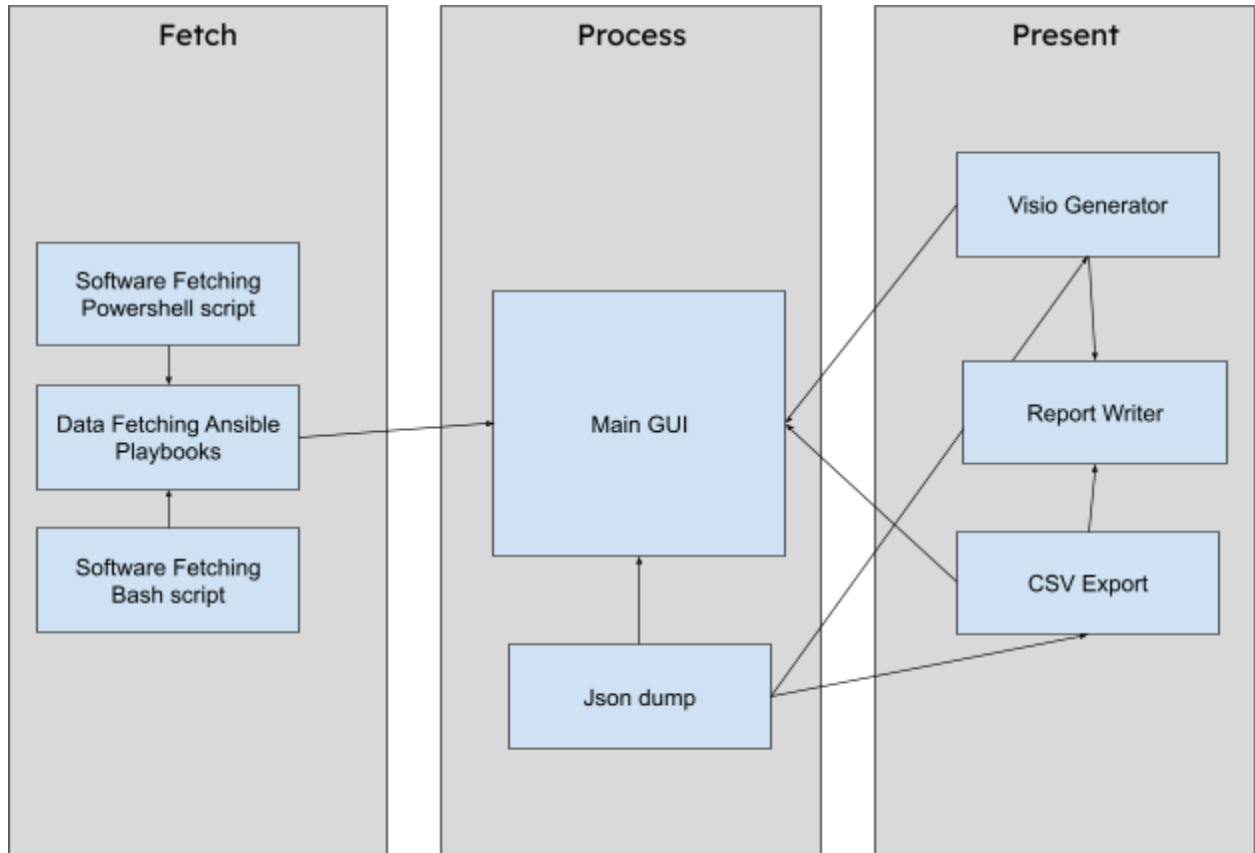 Fetch
Software Fetching
Powershell script
Data Fetching Ansible
Playbooks
Software Fetching
Bash script
Process
Main GUI
Json dump
Present
Visio Generator
Report Writer
CSV Export